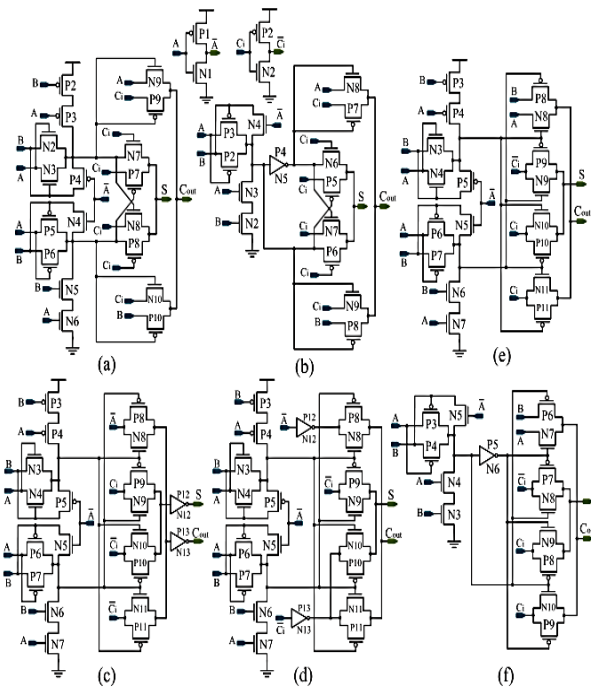 P1
A
A̅
N1
P2
Ci
C̅i
N2
B
P2
P3
B
N2
N3
A
P4
A̅
N4
A
P5
B
P6
B
N5
A
N6
A
N9
Ci
P9
Ci
N7
Ci
P7
N8
P8
Ci
S
Cout
Ci
N10
B
P10
(a)
N4
A̅
A
P3
B
P2
A
N3
B
N2
P4
N5
A
N8
Ci
P7
Ci
N6
Ci
P5
N7
P6
Ci
S
Cout
Ci
N9
B
P8
(b)
B
P3
P4
B
N3
A
N4
P5
A̅
N5
A
P6
B
P7
B
N6
A
N7
B
P8
A
N8
C̅i
P9
N9
S
Cout
Ci
N10
P10
Ci
N11
P11
(e)
B
P3
P4
B
N3
A
N4
P5
A̅
N5
A
P6
B
P7
B
N6
A
N7
A̅
P8
N8
Ci
P9
N9
C̅i
N10
P10
C̅i
N11
P11
P12
S
N12
P13
Cout
N13
(c)
B
P3
P4
B
N3
A
N4
P5
A̅
N5
A
P6
B
P7
B
N6
A
N7
A̅
P12
N12
P8
N8
C̅i
P9
N9
S
Cout
N10
P10
C̅i
P13
N13
N11
P11
(d)
N5
A̅
A
P3
B
P4
A
N4
B
N3
P5
N6
B
P6
A
N7
C̅i
P7
N8
Ci
N9
P8
Co
Ci
N10
P9
(f)